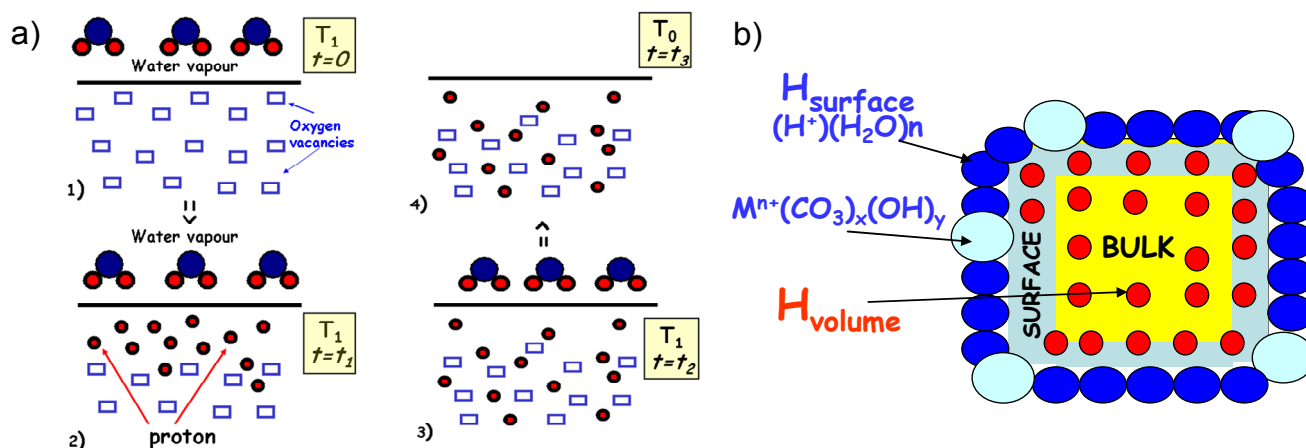 a)
T₁
t=0
Water vapour
Oxygen
vacancies
1)
=>
Water vapour
T₁
t=t₁
proton
2)
T₀
t=t₃
4)
=>
T₁
t=t₂
3)
b)
Hsurface
(H⁺)(H₂O)n
Mⁿ⁺(CO₃)ₓ(OH)y
SURFACE
BULK
Hvolume